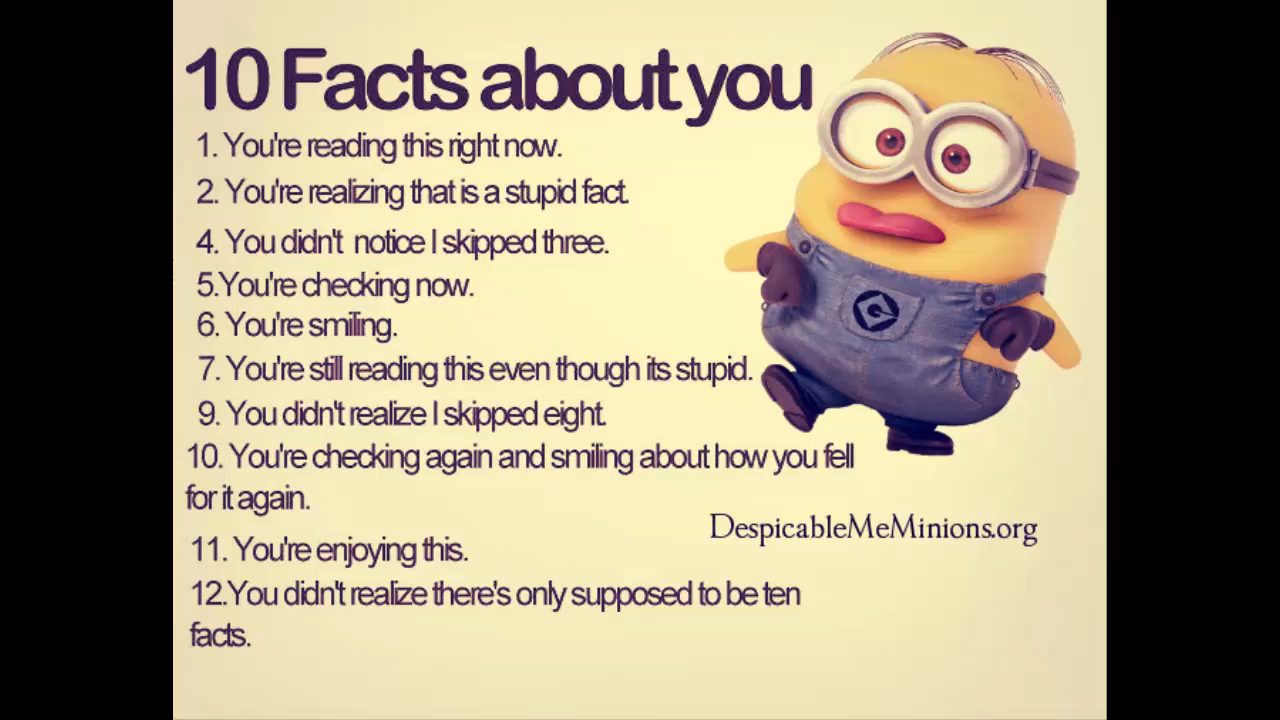 10 Facts about you
1. You're reading this right now.
2. You're realizing that is a stupid fact.
4. You didn't notice I skipped three.
5.You're checking now.
6. You're smiling.
7. You're still reading this even though its stupid.
9. You didn't realize I skipped eight.
10. You're checking again and smiling about how you fell
for it again.
DespicableMeMinions.org
11. You're enjoying this.
12.You didn't realize there's only supposed to be ten
facts.